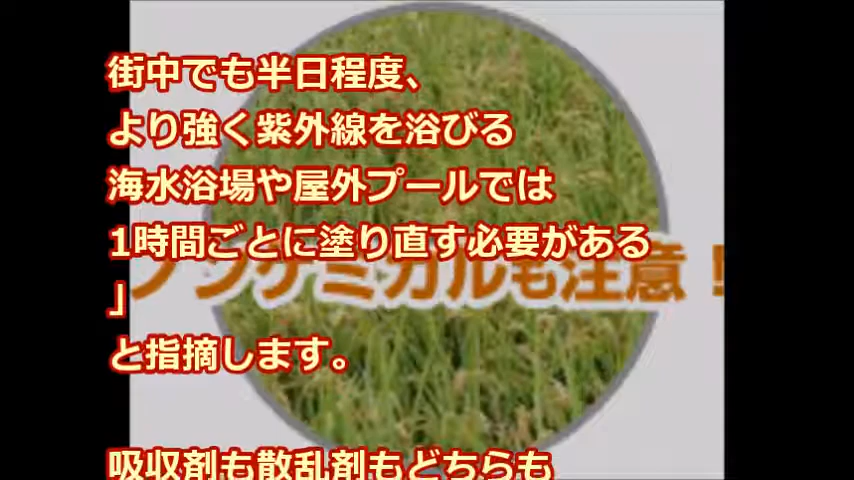 街中でも半日程度、
より強く紫外線を浴びる
海水浴場や屋外プールでは
1時間ごとに塗り直す必要がある
」
ノンケミカルも注意！
と指摘します。
吸収剤も散乱剤もどちらも